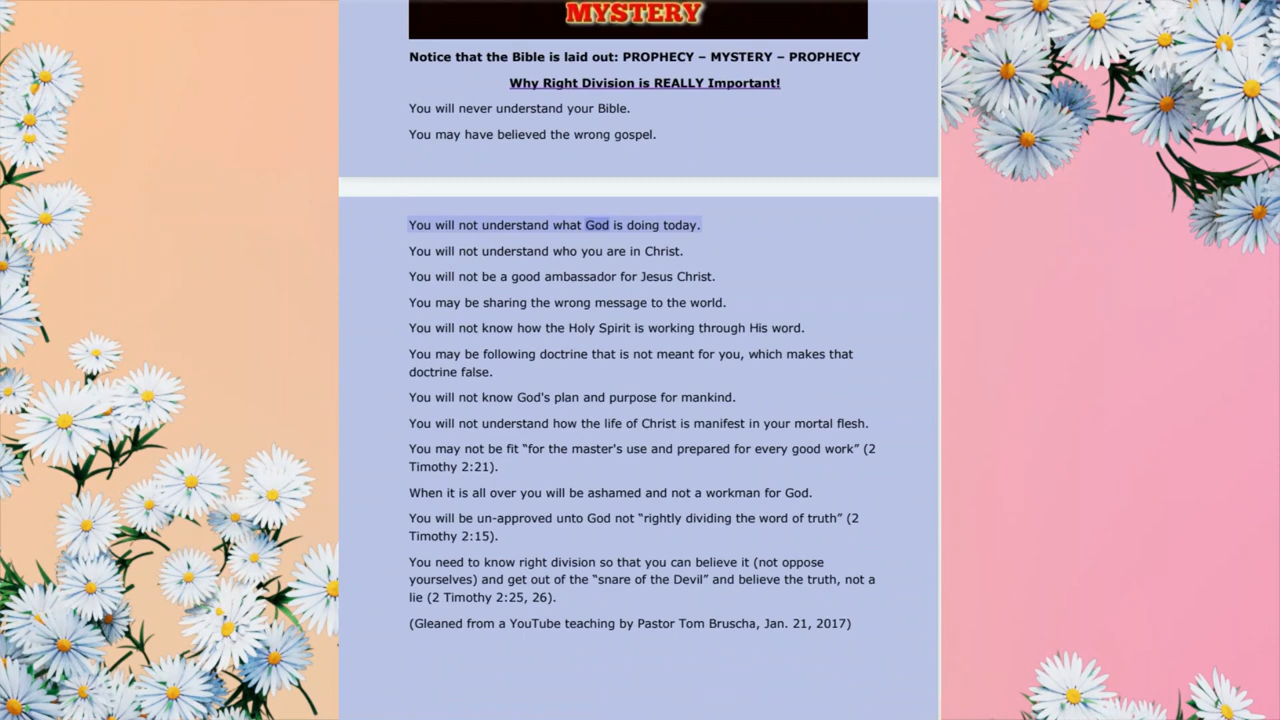 MYSTERY
Notice that the Bible is laid out: PROPHECY – MYSTERY – PROPHECY
Why Right Division is REALLY Important!
You will never understand your Bible.
You may have believed the wrong gospel.
You will not understand what God is doing today.
You will not understand who you are in Christ.
You will not be a good ambassador for Jesus Christ.
You may be sharing the wrong message to the world.
You will not know how the Holy Spirit is working through His word.
You may be following doctrine that is not meant for you, which makes that
doctrine false.
You will not know God's plan and purpose for mankind.
You will not understand how the life of Christ is manifest in your mortal flesh.
You may not be fit “for the master's use and prepared for every good work” (2
Timothy 2:21).
When it is all over you will be ashamed and not a workman for God.
You will be un-approved unto God not “rightly dividing the word of truth” (2
Timothy 2:15).
You need to know right division so that you can believe it (not oppose
yourselves) and get out of the “snare of the Devil” and believe the truth, not a
lie (2 Timothy 2:25, 26).
(Gleaned from a YouTube teaching by Pastor Tom Bruscha, Jan. 21, 2017)